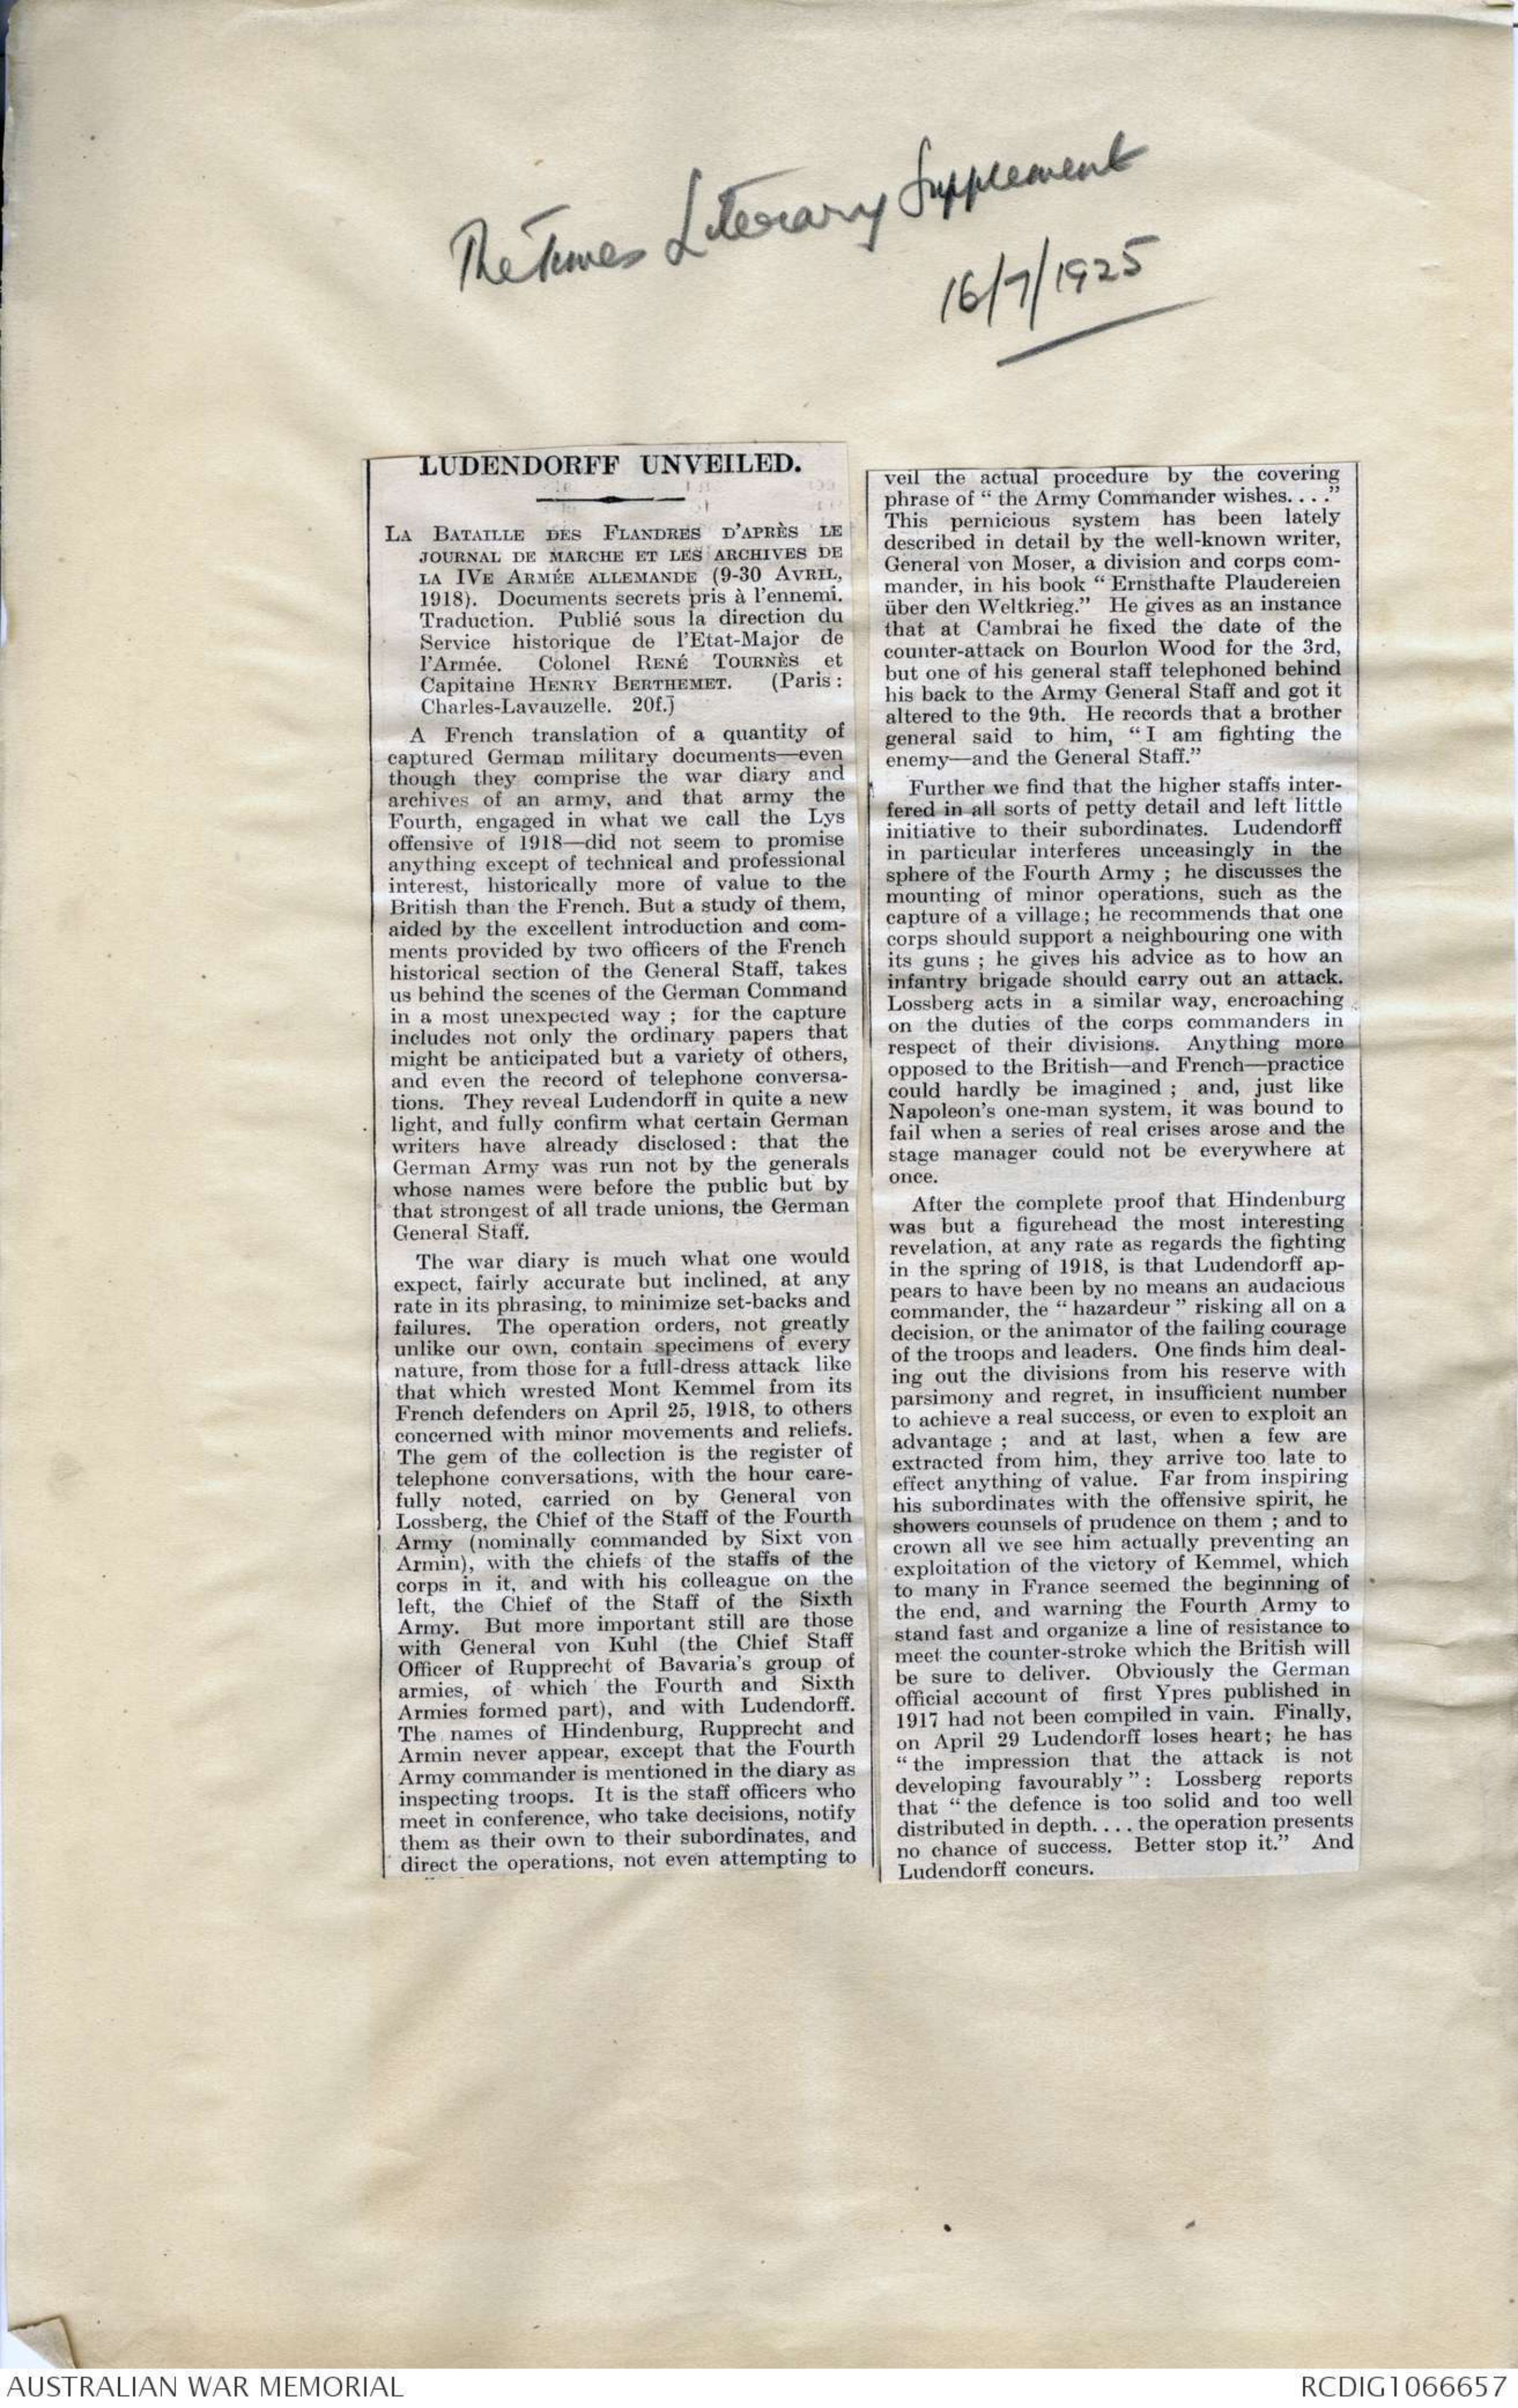 The Times Literary Supplement
16/7/1925
LUDENDORFF UNVEILED.
LA BATAILLE DES FLANDRES D'APRÈS LE
JOURNAL DE MARCHE ET LES ARCHIVES DE
LA IVE ARMÉE ALLEMANDE (9-30 AVRIL,
1918). Documents secrets pris à l'ennemi.
Traduction. Publié sous la direction du
Service historique de l'Etat-Major de
l'Armée. Colonel RENÉ TOURNÈS et
Capitaine HENRY BERTHEMET. (Paris:
Charles-Lavauzelle. 20f.)
A French translation of a quantity of
captured German military documents—even
though they comprise the war diary and
archives of an army, and that army the
Fourth, engaged in what we call the Lys
offensive of 1918—did not seem to promise
anything except of technical and professional
interest, historically more of value to the
British than the French. But a study of them,
aided by the excellent introduction and com-
ments provided by two officers of the French
historical section of the General Staff, takes
us behind the scenes of the German Command
in a most unexpected way ; for the capture
includes not only the ordinary papers that
might be anticipated but a variety of others,
and even the record of telephone conversa-
tions. They reveal Ludendorff in quite a new
light, and fully confirm what certain German
writers have already disclosed: that the
German Army was run not by the generals
whose names were before the public but by
that strongest of all trade unions, the German
General Staff.
The war diary is much what one would
expect, fairly accurate but inclined, at any
rate in its phrasing, to minimize set-backs and
failures. The operation orders, not greatly
unlike our own, contain specimens of every
nature, from those for a full-dress attack like
that which wrested Mont Kemmel from its
French defenders on April 25, 1918, to others
concerned with minor movements and reliefs.
The gem of the collection is the register of
telephone conversations, with the hour care-
fully noted, carried on by General von
Lossberg, the Chief of the Staff of the Fourth
Army (nominally commanded by Sixt von
Armin), with the chiefs of the staffs of the
corps in it, and with his colleague on the
left, the Chief of the Staff of the Sixth
Army. But more important still are those
with General von Kuhl (the Chief Staff
Officer of Rupprecht of Bavaria's group of
armies, of which the Fourth and Sixth
Armies formed part), and with Ludendorff.
The names of Hindenburg, Rupprecht and
Armin never appear, except that the Fourth
Army commander is mentioned in the diary as
inspecting troops. It is the staff officers who
meet in conference, who take decisions, notify
them as their own to their subordinates, and
direct the operations, not even attempting to
veil the actual procedure by the covering
phrase of " the Army Commander wishes. . . ."
This pernicious system has been lately
described in detail by the well-known writer,
General von Moser, a division and corps com-
mander, in his book " Ernsthafte Plaudereien
über den Weltkrieg." He gives as an instance
that at Cambrai he fixed the date of the
counter-attack on Bourlon Wood for the 3rd,
but one of his general staff telephoned behind
his back to the Army General Staff and got it
altered to the 9th. He records that a brother
general said to him, " I am fighting the
enemy—and the General Staff."
Further we find that the higher staffs inter-
fered in all sorts of petty detail and left little
initiative to their subordinates. Ludendorff
in particular interferes unceasingly in the
sphere of the Fourth Army ; he discusses the
mounting of minor operations, such as the
capture of a village; he recommends that one
corps should support a neighbouring one with
its guns ; he gives his advice as to how an
infantry brigade should carry out an attack.
Lossberg acts in a similar way, encroaching
on the duties of the corps commanders in
respect of their divisions. Anything more
opposed to the British—and French—practice
could hardly be imagined ; and, just like
Napoleon's one-man system, it was bound to
fail when a series of real crises arose and the
stage manager could not be everywhere at
once.
After the complete proof that Hindenburg
was but a figurehead the most interesting
revelation, at any rate as regards the fighting
in the spring of 1918, is that Ludendorff ap-
pears to have been by no means an audacious
commander, the " hazardeur " risking all on a
decision, or the animator of the failing courage
of the troops and leaders. One finds him deal-
ing out the divisions from his reserve with
parsimony and regret, in insufficient number
to achieve a real success, or even to exploit an
advantage ; and at last, when a few are
extracted from him, they arrive too late to
effect anything of value. Far from inspiring
his subordinates with the offensive spirit, he
showers counsels of prudence on them ; and to
crown all we see him actually preventing an
exploitation of the victory of Kemmel, which
to many in France seemed the beginning of
the end, and warning the Fourth Army to
stand fast and organize a line of resistance to
meet the counter-stroke which the British will
be sure to deliver. Obviously the German
official account of first Ypres published in
1917 had not been compiled in vain. Finally,
on April 29 Ludendorff loses heart; he has
" the impression that the attack is not
developing favourably ": Lossberg reports
that " the defence is too solid and too well
distributed in depth. . . . the operation presents
no chance of success. Better stop it." And
Ludendorff concurs.
AUSTRALIAN WAR MEMORIAL
RCDIG1066657